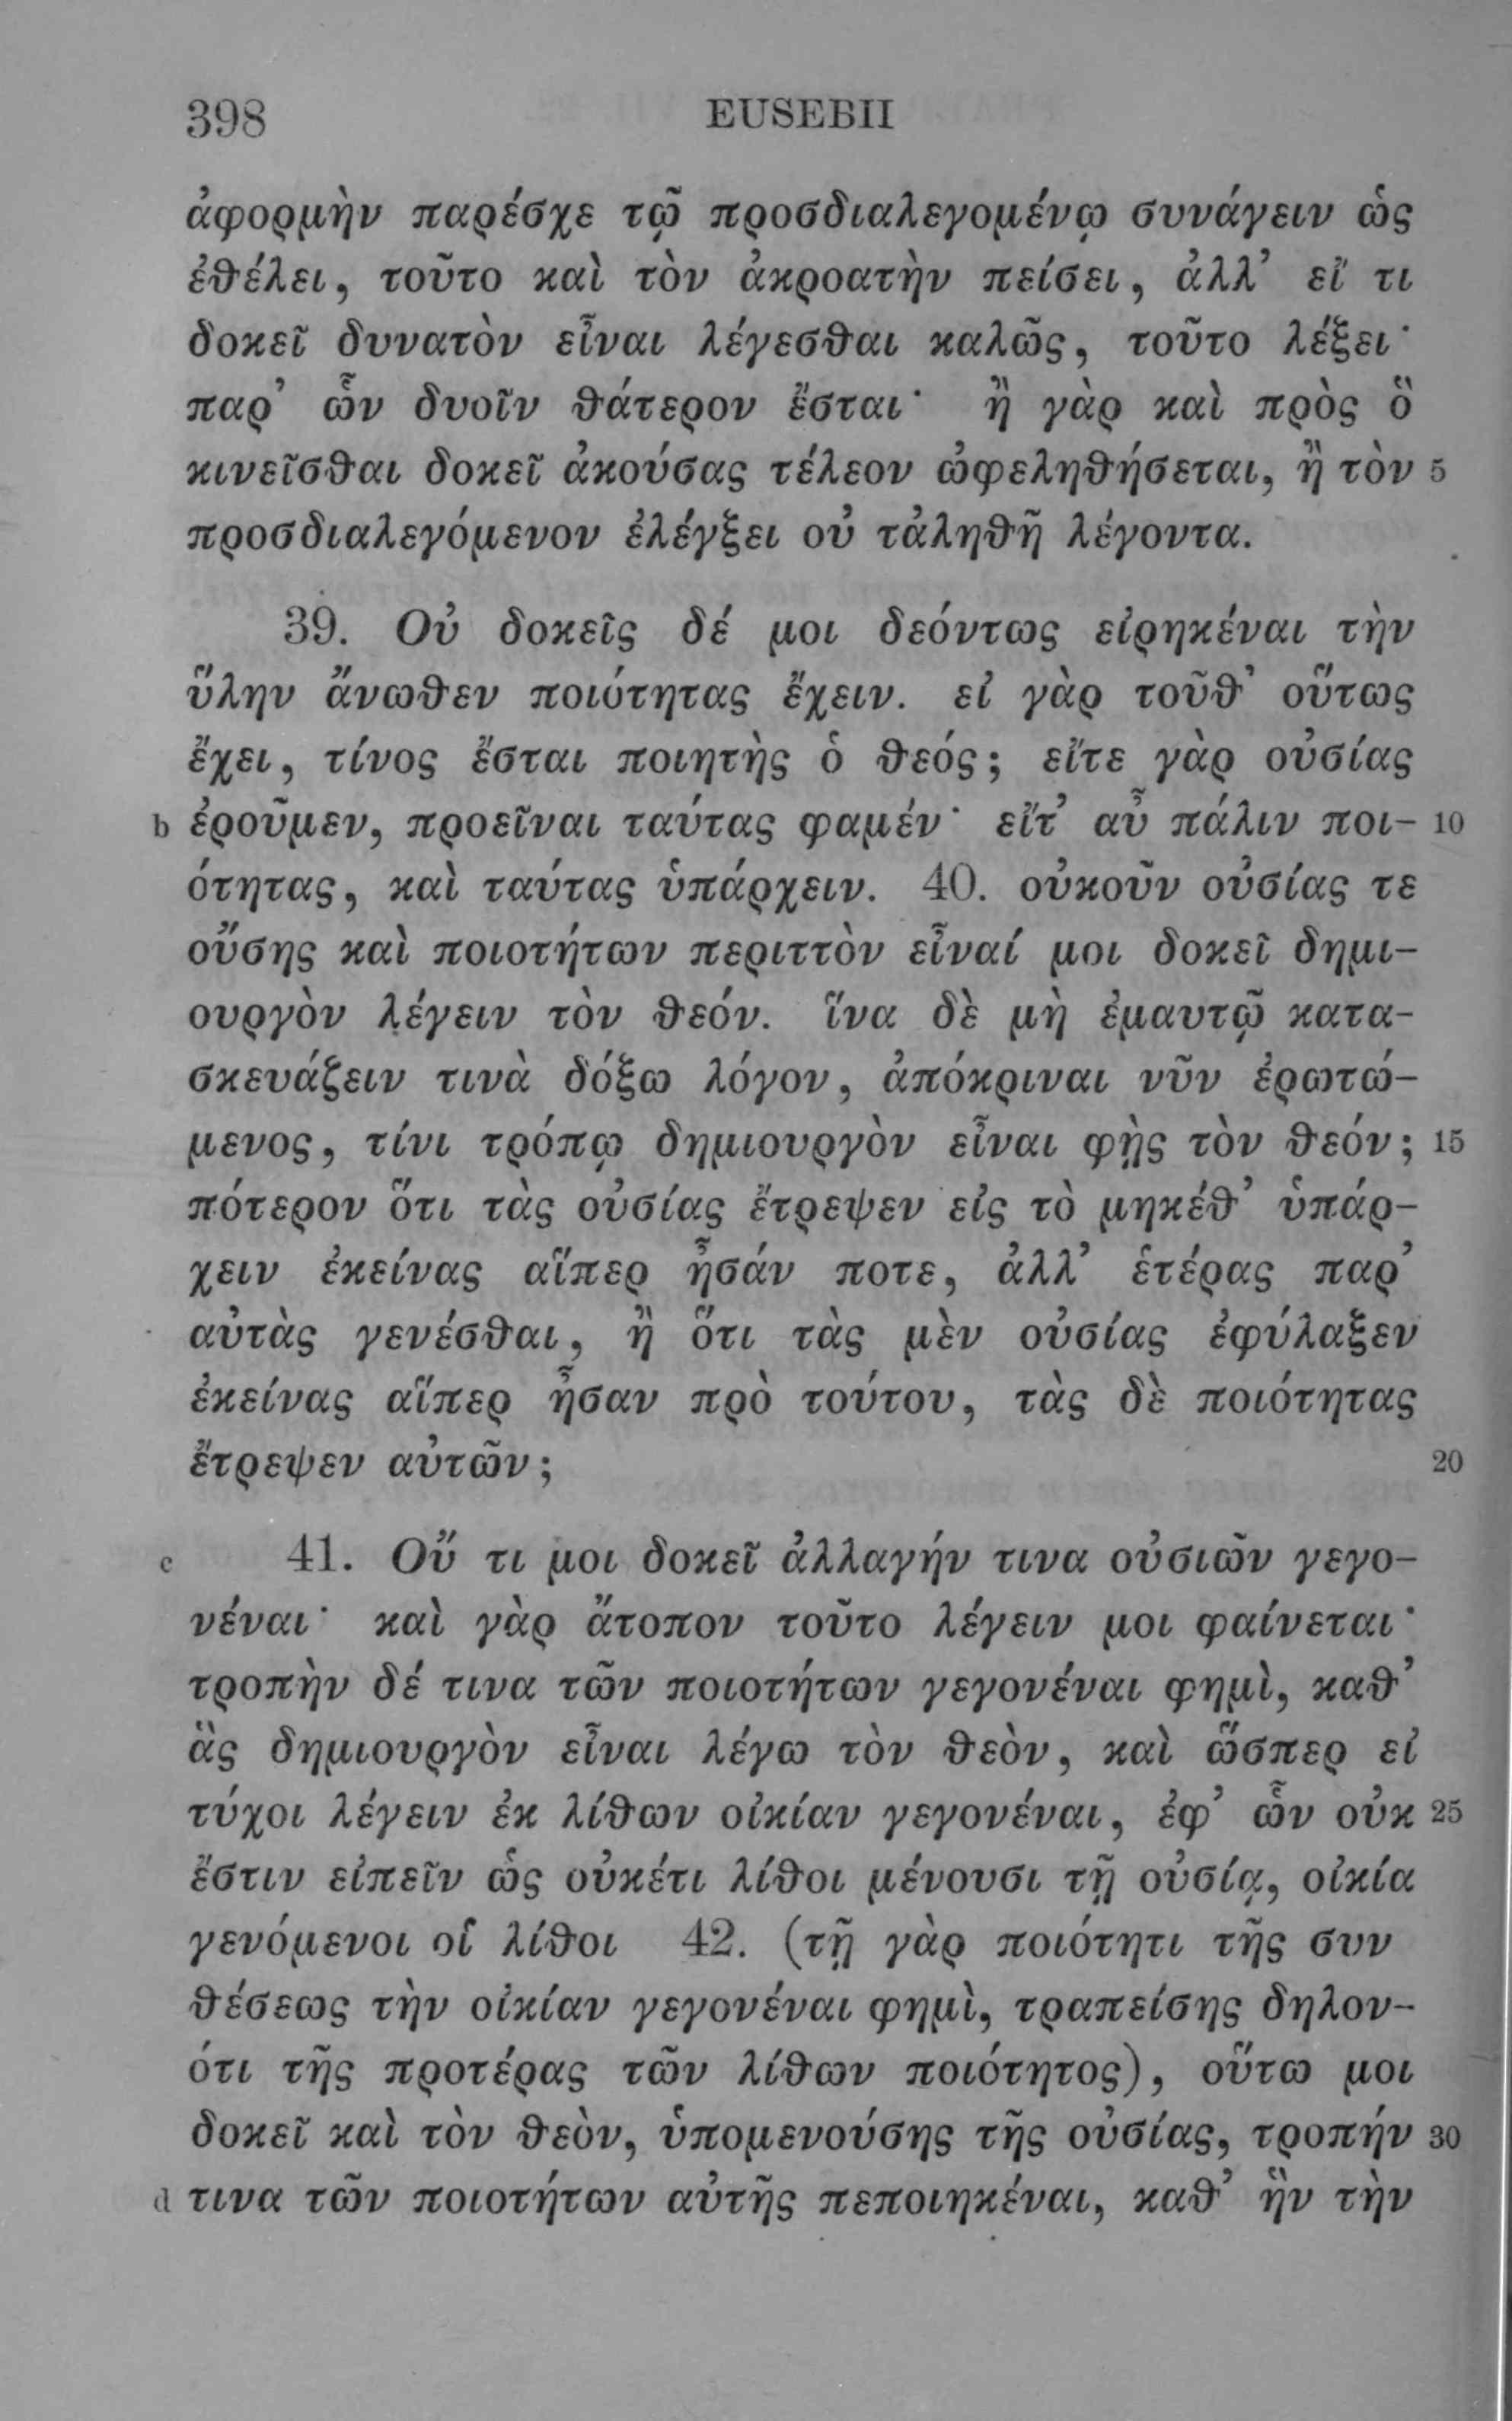 398 EUSEBII
ἀφορμὴν παρέσχε τῷ προσδιαλεγομένῳ συνάγειν ὡς
ἐθέλει, τοῦτο καὶ τὸν ἀκροατὴν πείσει, ἀλλ’ εἴ τι
δοκεῖ δυνατὸν εἶναι λέγεσθαι καλῶς, τοῦτο λέξει·
παρ’ ὧν δυοῖν θάτερον ἔσται· ἢ γὰρ καὶ πρὸς ὃ
κινεῖσθαι δοκεῖ ἀκούσας τέλεον ὠφεληθήσεται, ἢ τὸν 5
προσδιαλεγόμενον ἐλέγξει οὐ τἀληθῆ λέγοντα.
39. Οὐ δοκεῖς δέ μοι δεόντως εἰρηκέναι τὴν
ὕλην ἄνωθεν ποιότητας ἔχειν. εἰ γὰρ τοῦθ’ οὕτως
ἔχει, τίνος ἔσται ποιητὴς ὁ θεός; εἴτε γὰρ οὐσίας
b ἐροῦμεν, προεῖναι ταύτας φαμέν· εἴτ’ αὖ πάλιν ποι- 10
ότητας, καὶ ταύτας ὑπάρχειν. 40. οὐκοῦν οὐσίας τε
οὔσης καὶ ποιοτήτων περιττὸν εἶναί μοι δοκεῖ δημι-
ουργὸν λέγειν τὸν θεόν. ἵνα δὲ μὴ ἐμαυτῷ κατα-
σκευάζειν τινὰ δόξω λόγον, ἀπόκριναι νῦν ἐρωτώ-
μενος, τίνι τρόπῳ δημιουργὸν εἶναι φῂς τὸν θεόν; 15
πότερον ὅτι τὰς οὐσίας ἔτρεψεν εἰς τὸ μηκέθ’ ὑπάρ-
χειν ἐκείνας αἵπερ ἦσάν ποτε, ἀλλ’ ἑτέρας παρ’
αὐτὰς γενέσθαι, ἢ ὅτι τὰς μὲν οὐσίας ἐφύλαξεν
ἐκείνας αἵπερ ἦσαν πρὸ τούτου, τὰς δὲ ποιότητας
ἔτρεψεν αὐτῶν; 20
c 41. Οὔ τι μοι δοκεῖ ἀλλαγήν τινα οὐσιῶν γεγο-
νέναι· καὶ γὰρ ἄτοπον τοῦτο λέγειν μοι φαίνεται·
τροπὴν δέ τινα τῶν ποιοτήτων γεγονέναι φημὶ, καθ’
ἃς δημιουργὸν εἶναι λέγω τὸν θεὸν, καὶ ὥσπερ εἰ
τύχοι λέγειν ἐκ λίθων οἰκίαν γεγονέναι, ἐφ’ ὧν οὐκ 25
ἔστιν εἰπεῖν ὡς οὐκέτι λίθοι μένουσι τῇ οὐσίᾳ, οἰκία
γενόμενοι οἱ λίθοι 42. (τῇ γὰρ ποιότητι τῆς συν
θέσεως τὴν οἰκίαν γεγονέναι φημὶ, τραπείσης δηλον-
ότι τῆς προτέρας τῶν λίθων ποιότητος), οὕτω μοι
δοκεῖ καὶ τὸν θεὸν, ὑπομενούσης τῆς οὐσίας, τροπήν 30
d τινα τῶν ποιοτήτων αὐτῆς πεποιηκέναι, καθ’ ἣν τὴν